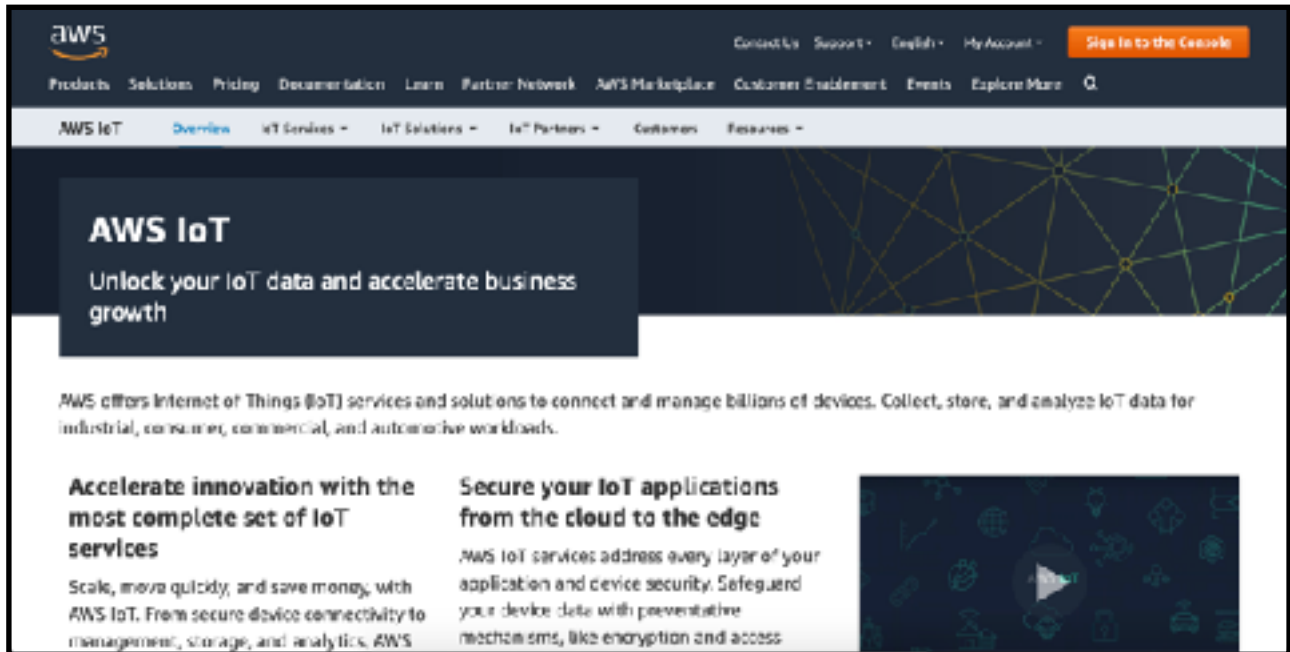 aws
Contact Us Support English My Account Sign In to the Console
Products Solutions Pricing Documentation Learn Partner Network AWS Marketplace Customer Enablement Events Explore More
AWS IoT Overview IoT Services IoT Solutions IoT Partners Customers Resources
AWS IoT
Unlock your IoT data and accelerate business
growth
AWS offers Internet of Things (IoT) services and solutions to connect and manage billions of devices. Collect, store, and analyze IoT data for
industrial, consumer, commercial, and automotive workloads.
Accelerate innovation with the
most complete set of IoT
services
Scale, move quickly, and save money, with
AWS IoT. From secure device connectivity to
management, storage, and analytics, AWS
Secure your IoT applications
from the cloud to the edge
AWS IoT services address every layer of your
application and device security. Safeguard
your device data with preventative
mechanisms, like encryption and access
AWS IoT